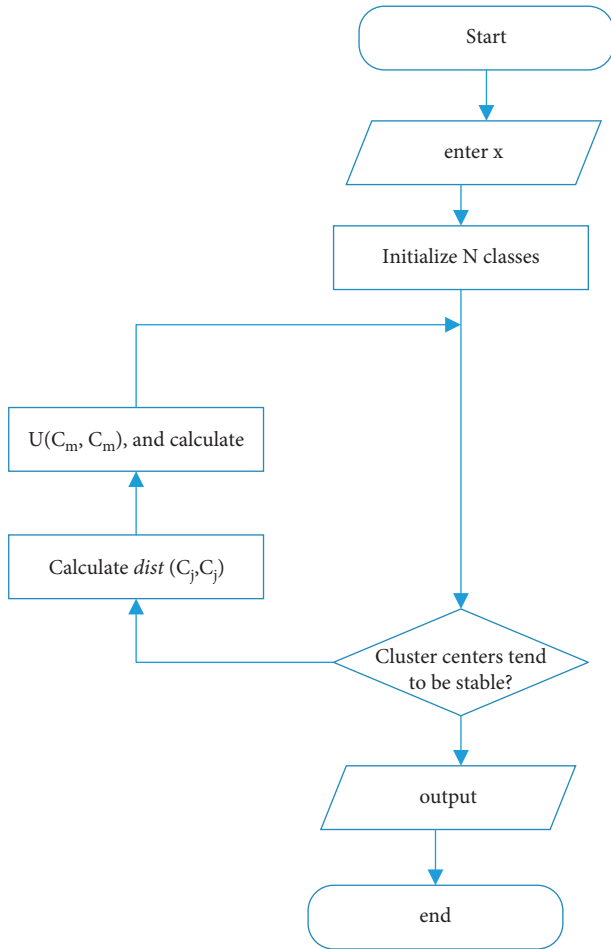 Start
enter x
Initialize N classes
U(Cₘ, Cₘ), and calculate
Calculate dist (Cⱼ,Cⱼ)
Cluster centers tend
to be stable?
output
end